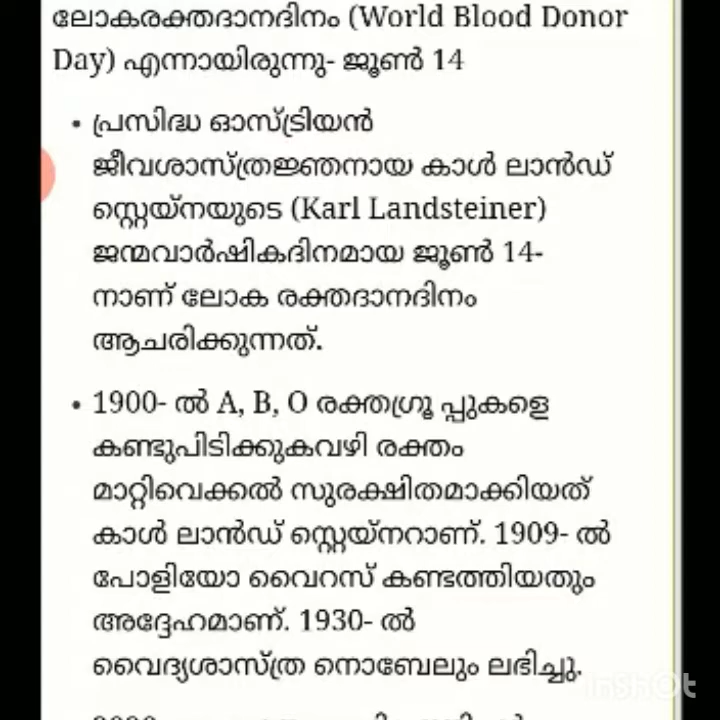 ലോകരക്തദാനദിനം (World Blood Donor
Day) എന്നായിരുന്നു- ജൂൺ 14
• പ്രസിദ്ധ ഓസ്ട്രിയൻ
ജീവശാസ്ത്രജ്ഞനായ കാൾ ലാൻഡ്
സ്റ്റെയ്നയുടെ (Karl Landsteiner)
ജന്മവാർഷികദിനമായ ജൂൺ 14-
നാണ് ലോക രക്തദാനദിനം
ആചരിക്കുന്നത്.
• 1900- ൽ A, B, O രക്തഗ്രൂ പ്പുകളെ
കണ്ടുപിടിക്കുകവഴി രക്തം
മാറ്റിവെക്കൽ സുരക്ഷിതമാക്കിയത്
കാൾ ലാൻഡ് സ്റ്റെയ്നറാണ്. 1909- ൽ
പോളിയോ വൈറസ് കണ്ടത്തിയതും
അദ്ദേഹമാണ്. 1930- ൽ
വൈദ്യശാസ്ത്ര നൊബേലും ലഭിച്ചു.
InShOt